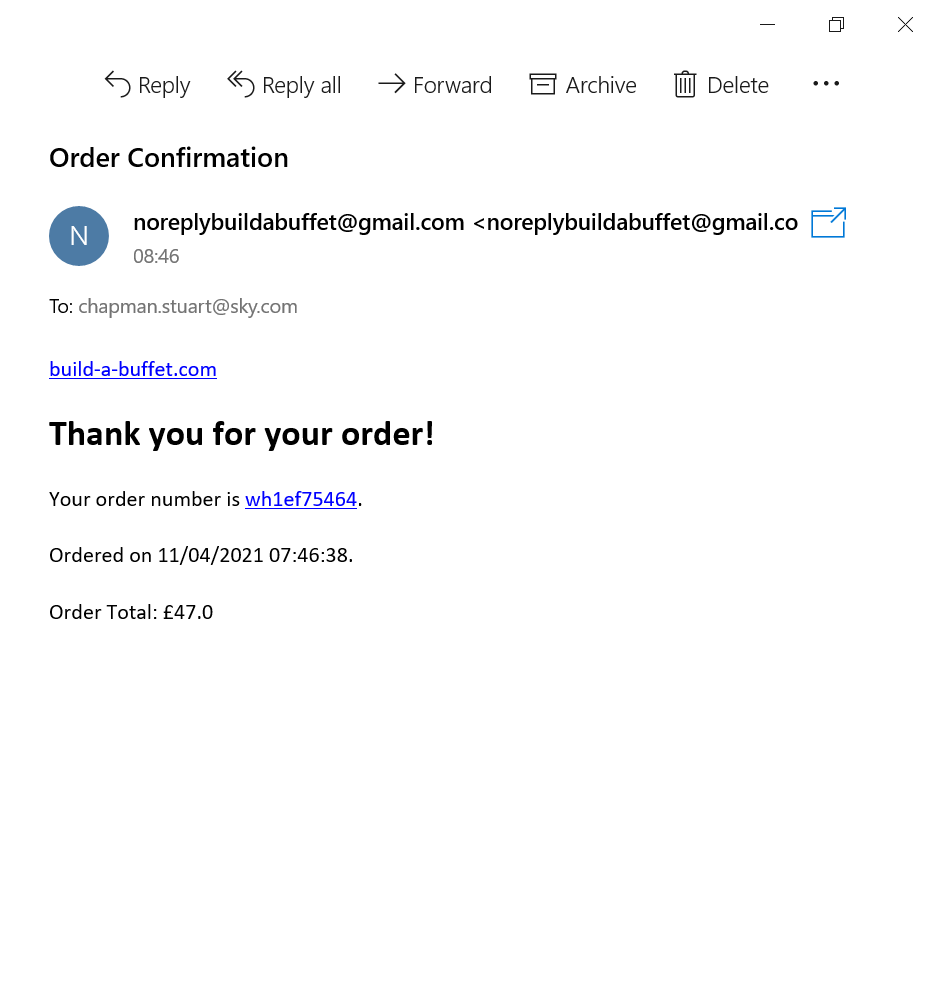 Reply Reply all Forward Archive Delete
Order Confirmation
N
noreplybuildabuffet@gmail.com <noreplybuildabuffet@gmail.co
08:46
To: chapman.stuart@sky.com
build-a-buffet.com
Thank you for your order!
Your order number is wh1ef75464.
Ordered on 11/04/2021 07:46:38.
Order Total: £47.0